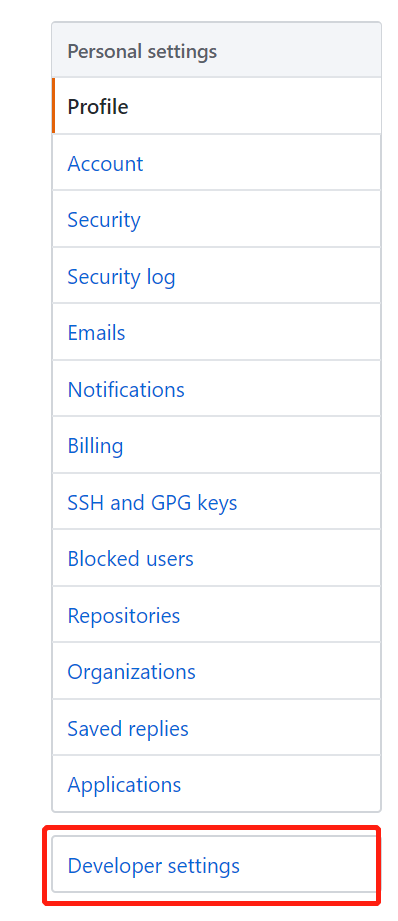 Personal settings
Profile
Account
Security
Security log
Emails
Notifications
Billing
SSH and GPG keys
Blocked users
Repositories
Organizations
Saved replies
Applications
Developer settings